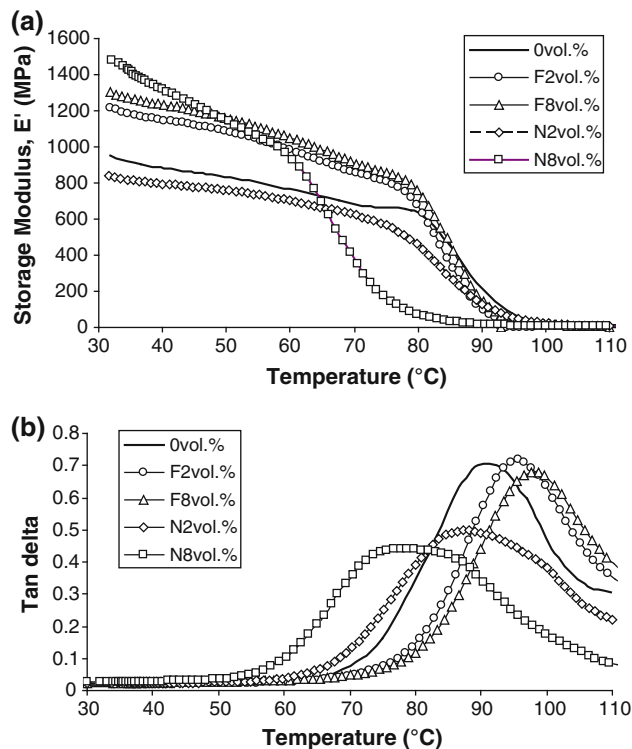 (a)
1600
1400
1200
1000
800
600
400
200
0
Storage Modulus, E' (MPa)
0vol.%
F2vol.%
F8vol.%
N2vol.%
N8vol.%
30 40 50 60 70 80 90 100 110
Temperature (°C)
(b)
0.8
0.7
0.6
0.5
0.4
0.3
0.2
0.1
0
Tan delta
0vol.%
F2vol.%
F8vol.%
N2vol.%
N8vol.%
30 40 50 60 70 80 90 100 110
Temperature (°C)